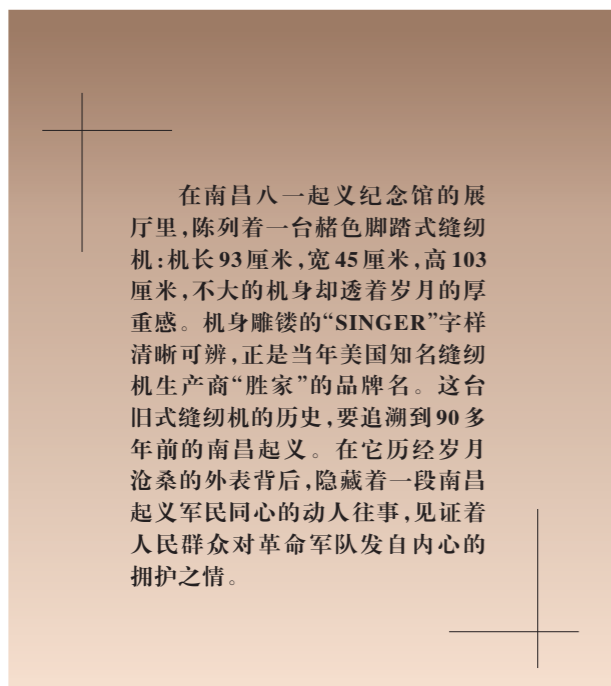 在南昌八一起义纪念馆的展
厅里，陈列着一台赭色脚踏式缝纫
机：机长93厘米，宽45厘米，高103
厘米，不大的机身却透着岁月的厚
重感。机身雕镂的“SINGER”字样
清晰可辨，正是当年美国知名缝纫
机生产商“胜家”的品牌名。这台
旧式缝纫机的历史，要追溯到90多
年前的南昌起义。在它历经岁月
沧桑的外表背后，隐藏着一段南昌
起义军民同心的动人往事，见证着
人民群众对革命军队发自内心的
拥护之情。